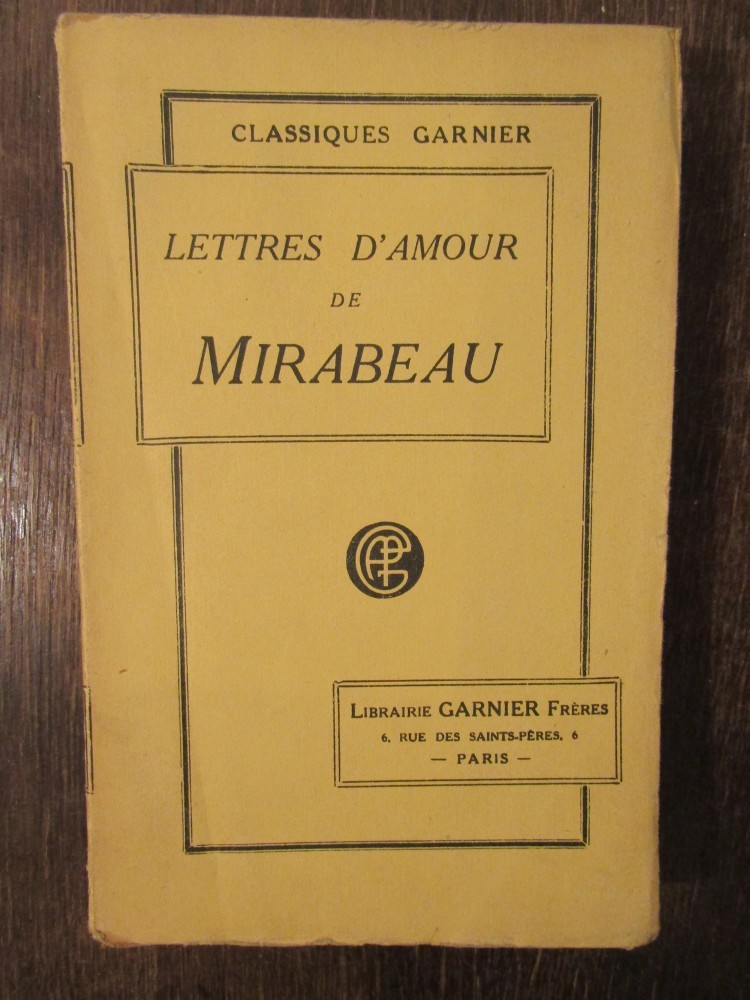 CLASSIQUES GARNIER
LETTRES D'AMOUR
DE
MIRABEAU
LIBRAIRIE GARNIER FRÈRES
6, RUE DES SAINTS-PÈRES, 6
— PARIS —